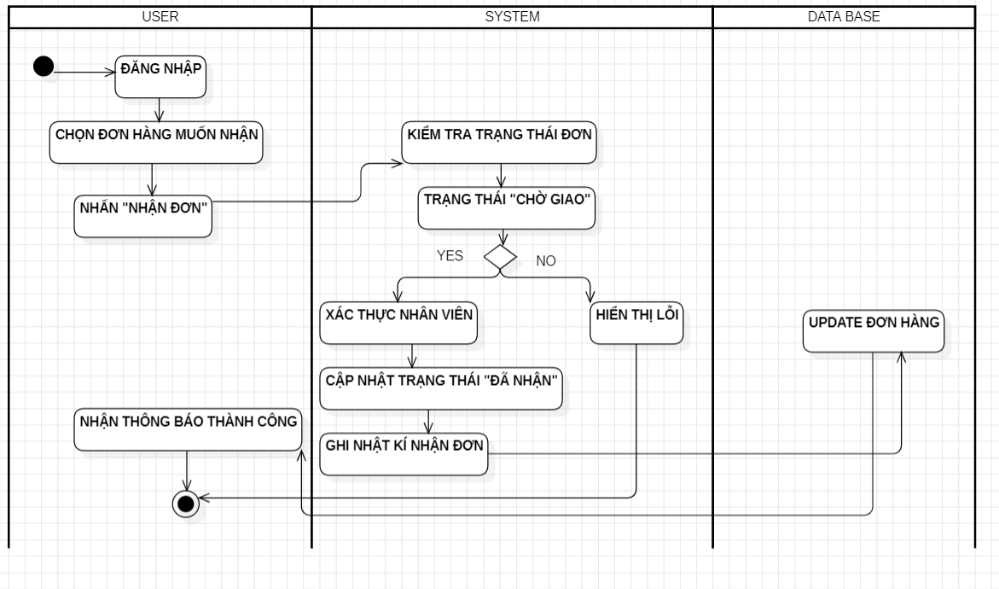 USER
SYSTEM
DATA BASE
ĐĂNG NHẬP
CHỌN ĐƠN HÀNG MUỐN NHẬN
NHẤN "NHẬN ĐƠN"
KIỂM TRA TRẠNG THÁI ĐƠN
TRẠNG THÁI "CHỜ GIAO"
YES
NO
XÁC THỰC NHÂN VIÊN
HIỂN THỊ LỖI
UPDATE ĐƠN HÀNG
CẬP NHẬT TRẠNG THÁI "ĐÃ NHẬN"
NHẬN THÔNG BÁO THÀNH CÔNG
GHI NHẬT KÍ NHẬN ĐƠN